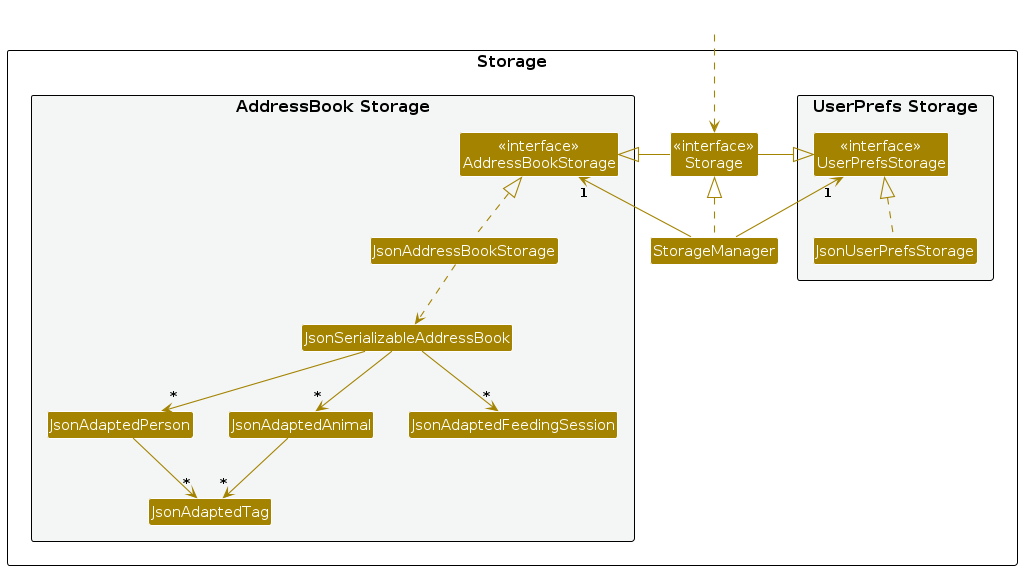 Storage
AddressBook Storage
UserPrefs Storage
«interface»
AddressBookStorage
«interface»
Storage
«interface»
UserPrefsStorage
1
1
JsonAddressBookStorage
StorageManager
JsonUserPrefsStorage
JsonSerializableAddressBook
*
*
*
JsonAdaptedPerson
JsonAdaptedAnimal
JsonAdaptedFeedingSession
*
*
JsonAdaptedTag